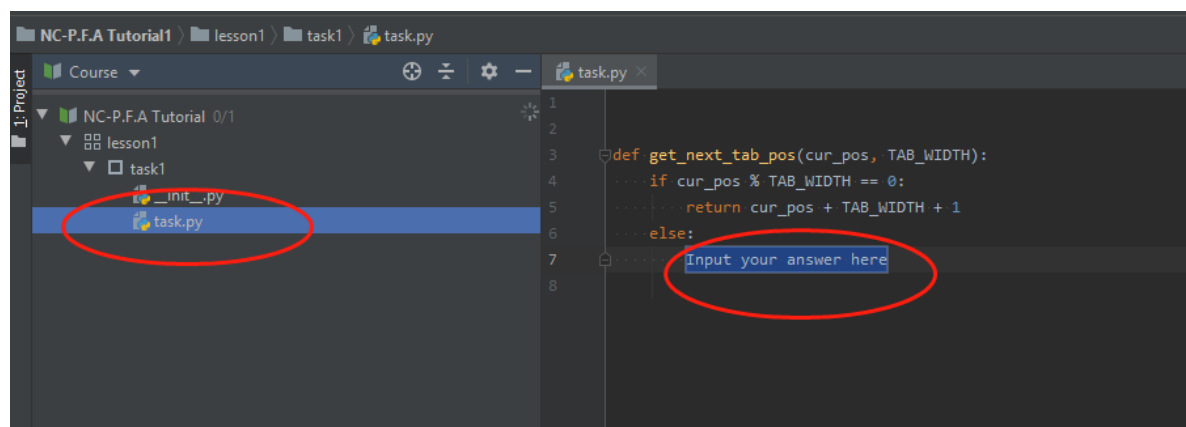 NC-P.F.A Tutorial1 lesson1 task1 task.py
1: Project
Course
task.py
NC-P.F.A Tutorial 0/1
lesson1
task1
__init__.py
task.py
1
2
3 def get_next_tab_pos(cur_pos, TAB_WIDTH):
4 if cur_pos % TAB_WIDTH == 0:
5 return cur_pos + TAB_WIDTH + 1
6 else:
7 Input your answer here
8